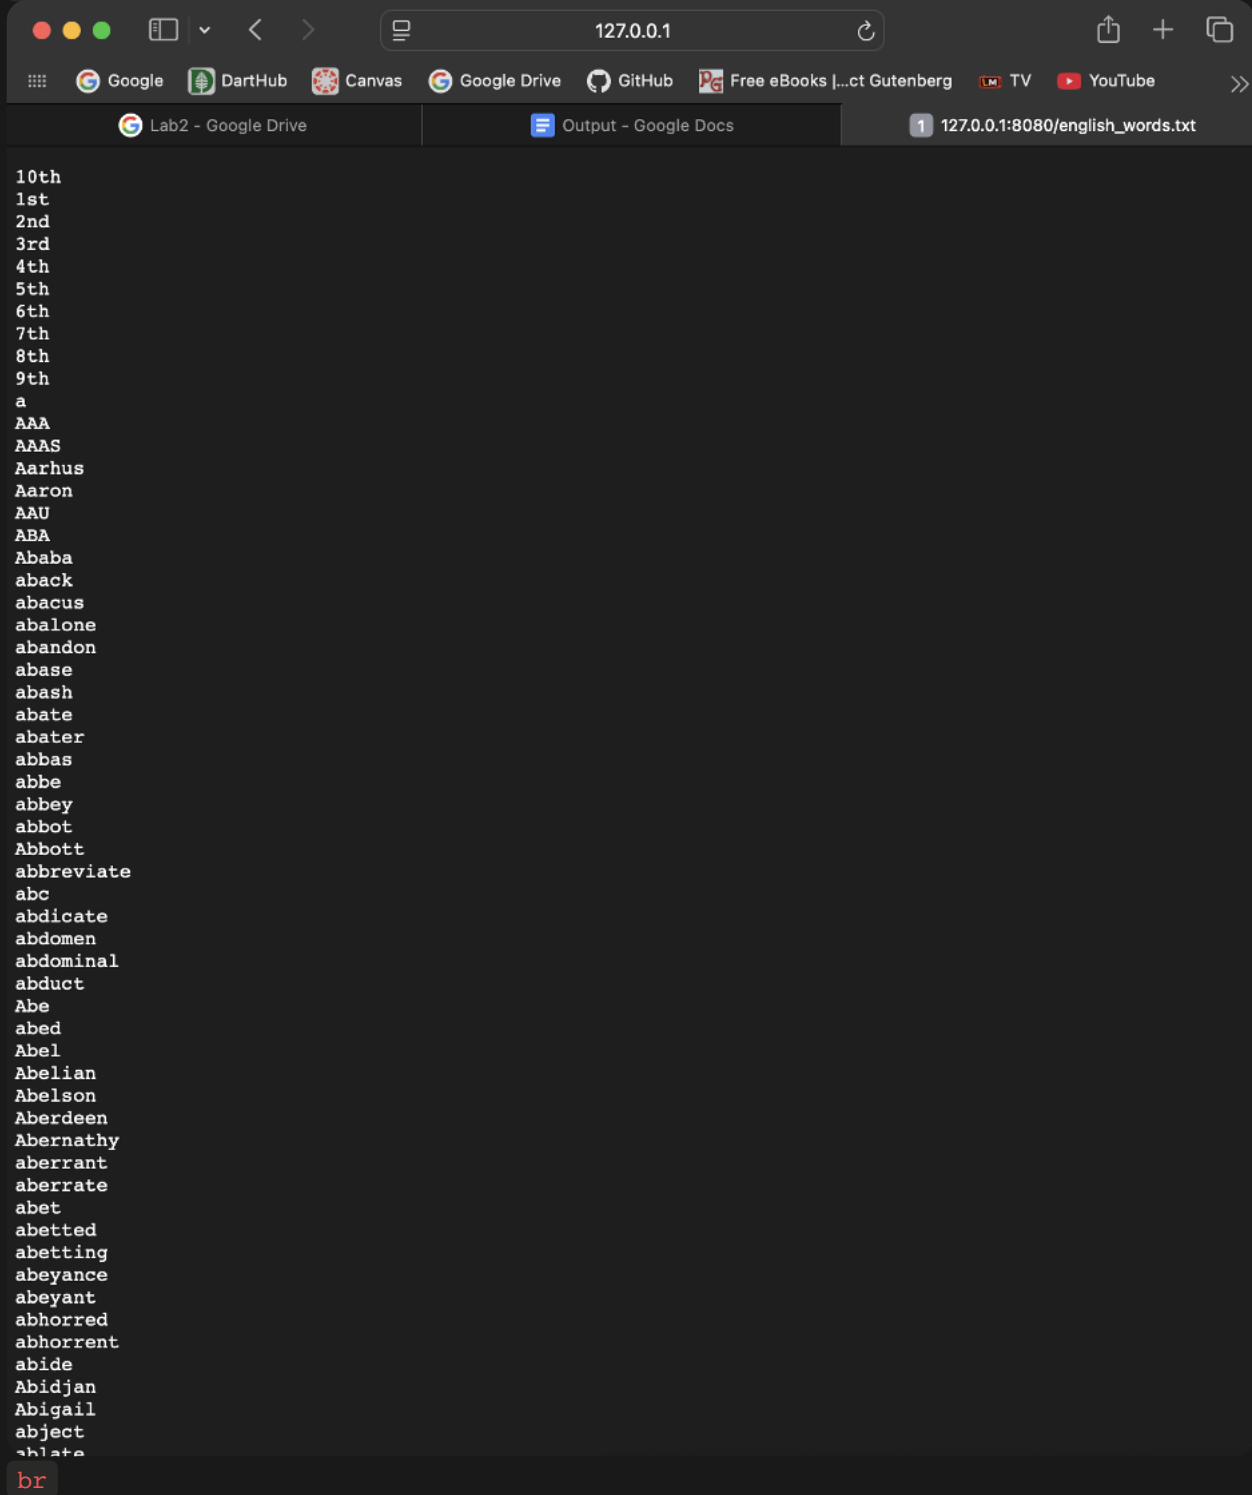 127.0.0.1
Google DartHub Canvas Google Drive GitHub Free eBooks |...ct Gutenberg TV YouTube
Lab2 - Google Drive Output - Google Docs 1 127.0.0.1:8080/english_words.txt
10th
1st
2nd
3rd
4th
5th
6th
7th
8th
9th
a
AAA
AAAS
Aarhus
Aaron
AAU
ABA
Ababa
aback
abacus
abalone
abandon
abase
abash
abate
abater
abbas
abbe
abbey
abbot
Abbott
abbreviate
abc
abdicate
abdomen
abdominal
abduct
Abe
abed
Abel
Abelian
Abelson
Aberdeen
Abernathy
aberrant
aberrate
abet
abetted
abetting
abeyance
abeyant
abhorred
abhorrent
abide
Abidjan
Abigail
abject
ablate
br